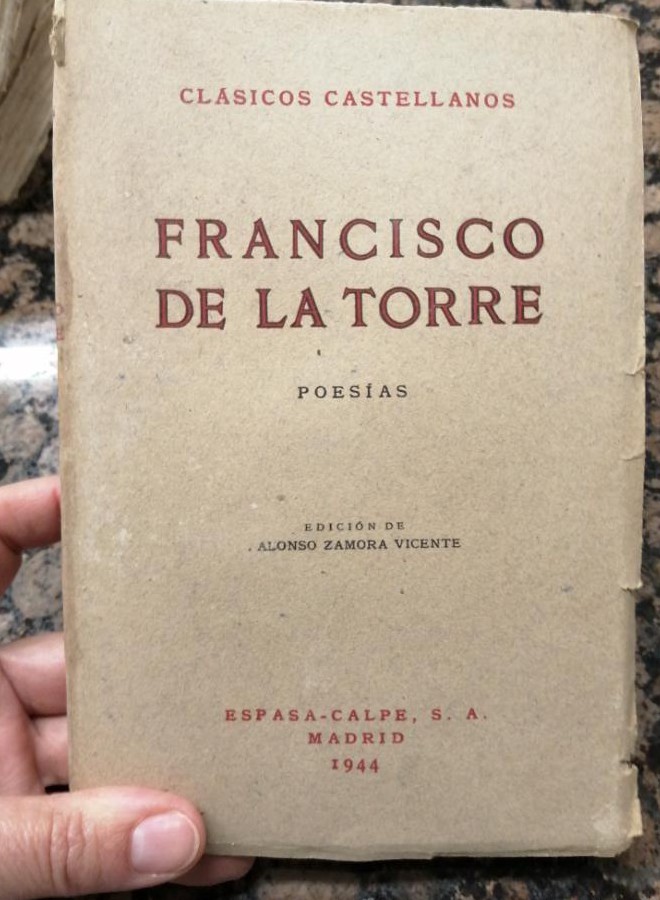 CLÁSICOS CASTELLANOS
FRANCISCO
DE LA TORRE
POESÍAS
EDICIÓN DE
ALONSO ZAMORA VICENTE
ESPASA-CALPE, S. A.
MADRID
1944